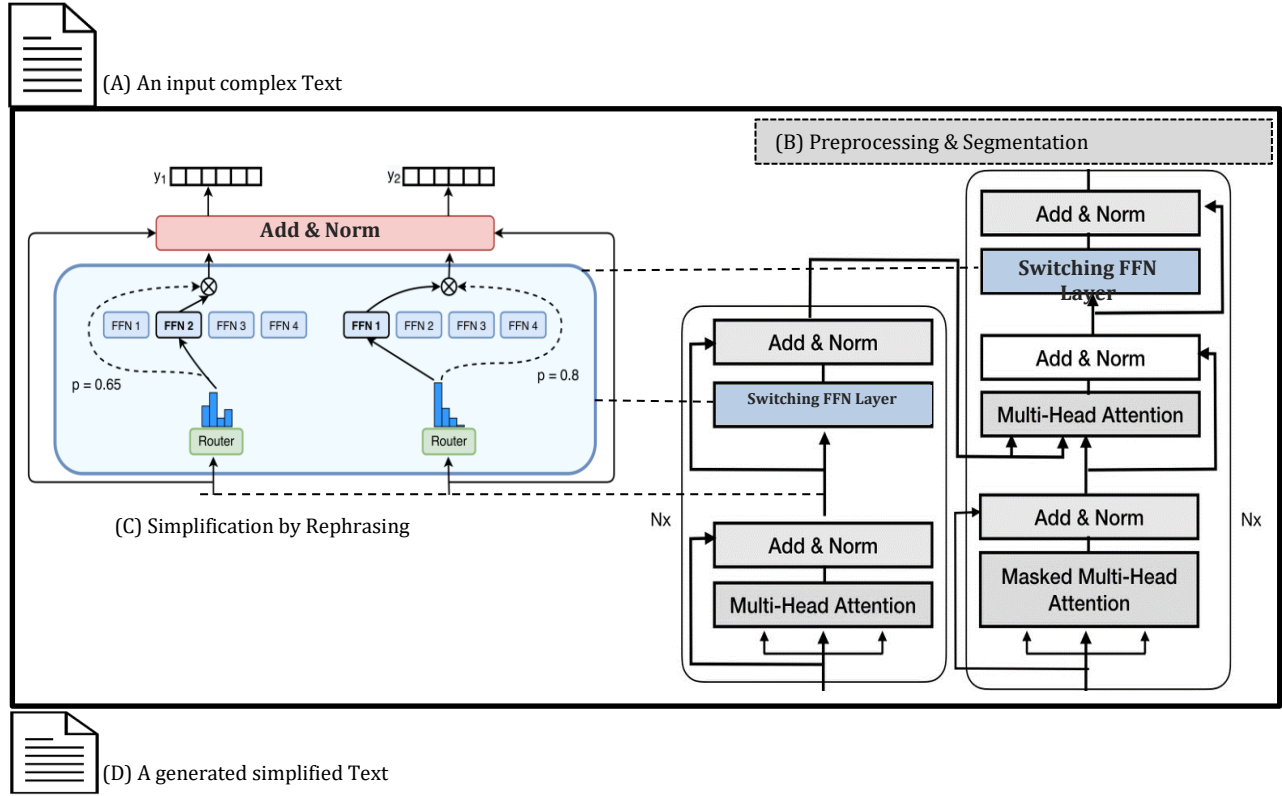 (A) An input complex Text
(B) Preprocessing & Segmentation
y1
y2
Add & Norm
FFN 1
FFN 2
FFN 3
FFN 4
FFN 1
FFN 2
FFN 3
FFN 4
p = 0.65
p = 0.8
Router
Router
(C) Simplification by Rephrasing
Add & Norm
Switching FFN Layer
Nx
Add & Norm
Multi-Head Attention
Add & Norm
Switching FFN
Layer
Add & Norm
Multi-Head Attention
Add & Norm
Nx
Masked Multi-Head
Attention
(D) A generated simplified Text